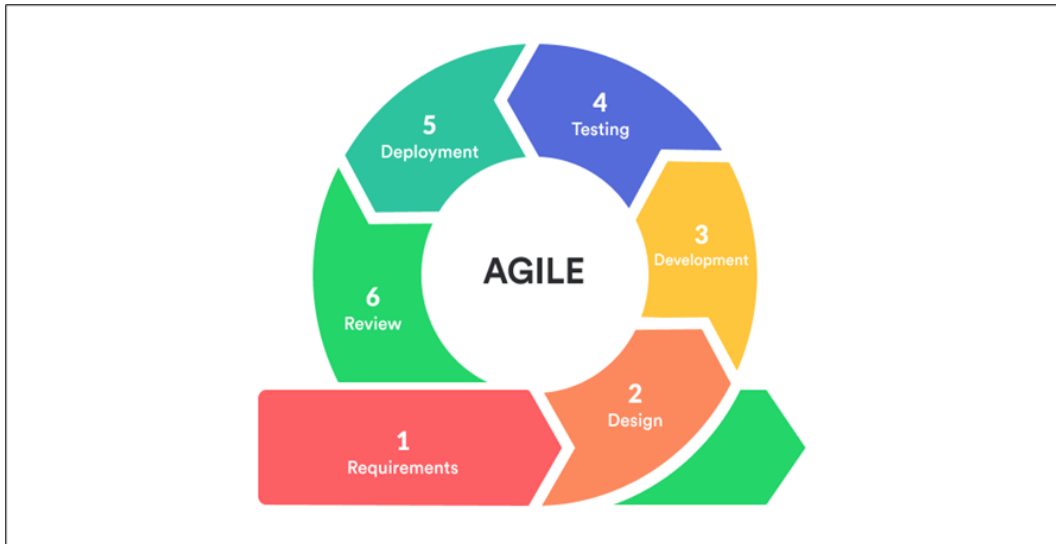 AGILE
1
Requirements
2
Design
3
Development
4
Testing
5
Deployment
6
Review